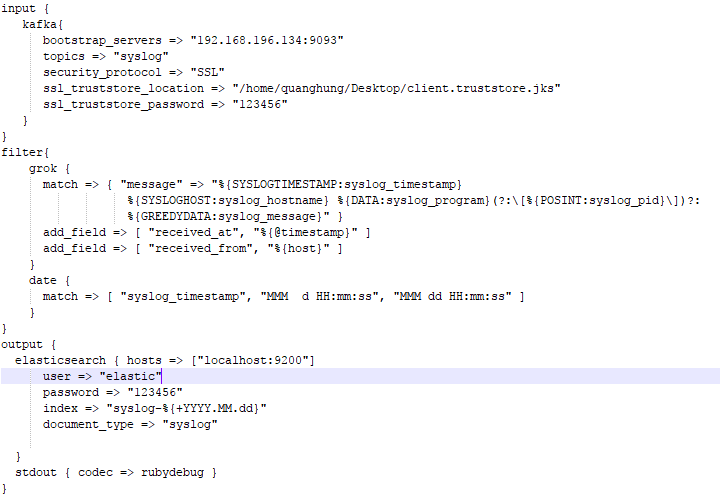 input {
   kafka{
      bootstrap_servers => "192.168.196.134:9093"
      topics => "syslog"
      security_protocol => "SSL"
      ssl_truststore_location => "/home/quanghung/Desktop/client.truststore.jks"
      ssl_truststore_password => "123456"
   }
}
filter{
    grok {
      match => { "message" => "%{SYSLOGTIMESTAMP:syslog_timestamp}
                  %{SYSLOGHOST:syslog_hostname} %{DATA:syslog_program}(?:\[%{POSINT:syslog_pid}\])?:
                  %{GREEDYDATA:syslog_message}" }
      add_field => [ "received_at", "%{@timestamp}" ]
      add_field => [ "received_from", "%{host}" ]
    }
    date {
      match => [ "syslog_timestamp", "MMM  d HH:mm:ss", "MMM dd HH:mm:ss" ]
    }
}
output {
  elasticsearch { hosts => ["localhost:9200"]
      user => "elastic"
      password => "123456"
      index => "syslog-%{+YYYY.MM.dd}"
      document_type => "syslog"
  }
  stdout { codec => rubydebug }
}